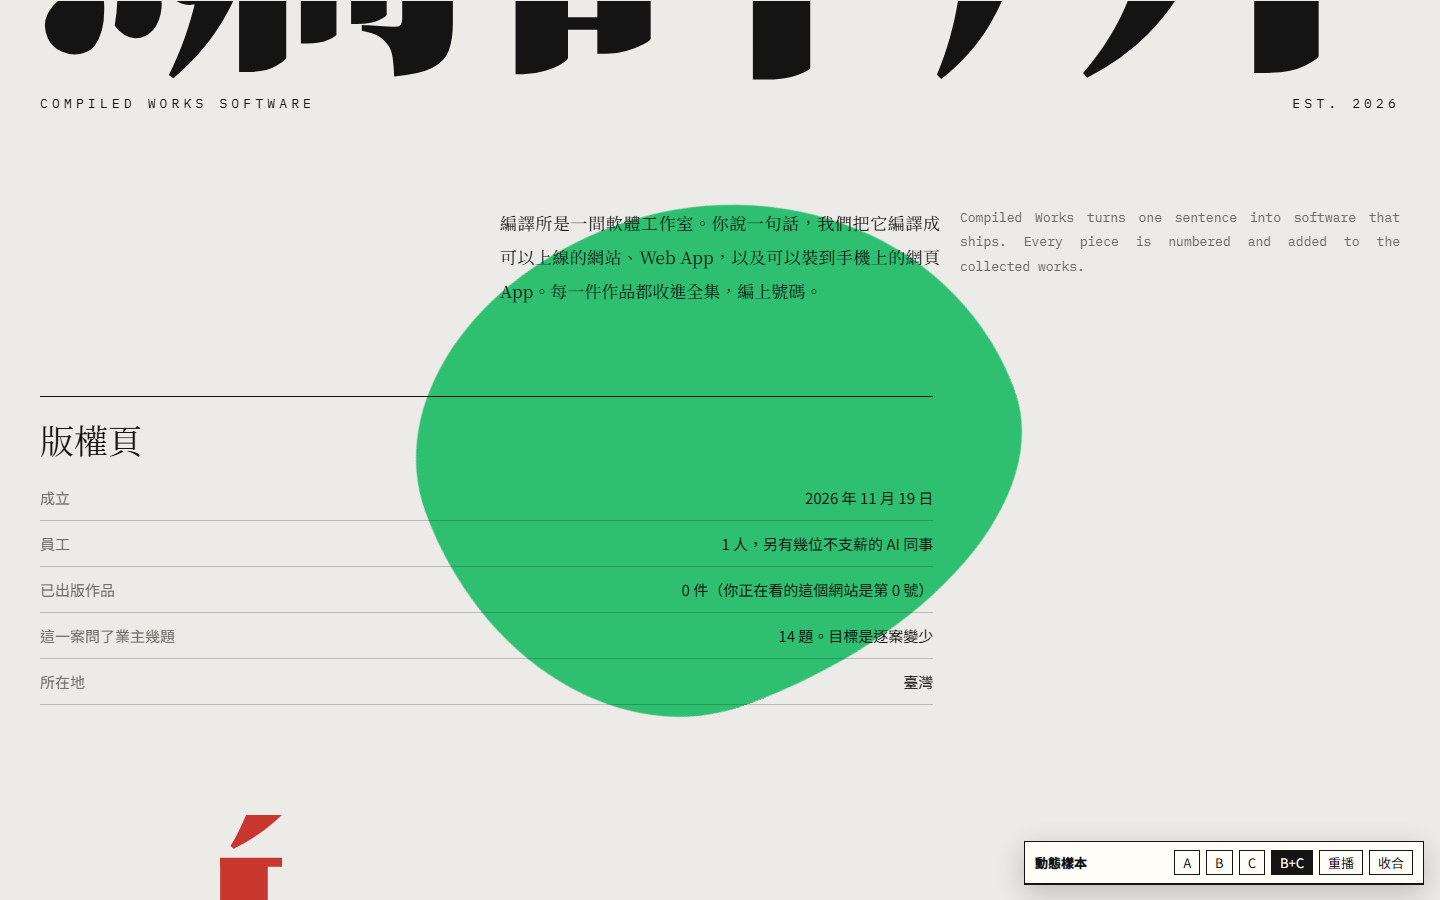 COMPILED WORKS SOFTWARE
EST. 2026
編譯所是一間軟體工作室。你說一句話，我們把它編譯成
可以上線的網站、Web App，以及可以裝到手機上的網頁
App。每一件作品都收進全集，編上號碼。
Compiled Works turns one sentence into software that
ships. Every piece is numbered and added to the
collected works.
版權頁
成立 2026 年 11 月 19 日
員工 1 人，另有幾位不支薪的 AI 同事
已出版作品 0 件（你正在看的這個網站是第 0 號）
這一案問了業主幾題 14 題。目標是逐案變少
所在地 臺灣
動態樣本 A B C B+C 重播 收合